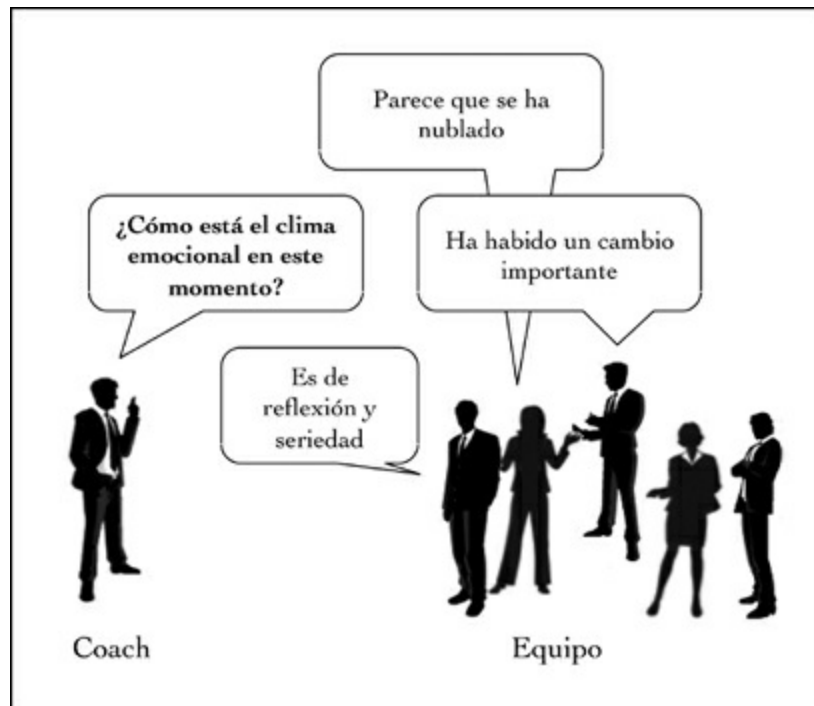 Parece que se ha
nublado
¿Cómo está el clima
emocional en este
momento?
Ha habido un cambio
importante
Es de
reflexión y
seriedad
Coach
Equipo